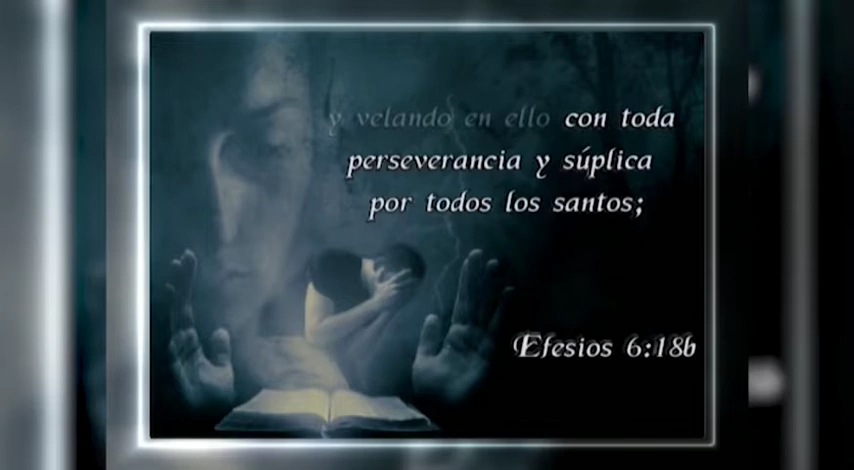 y velando en ello con toda
perseverancia y súplica
por todos los santos;
Efesios 6:18b